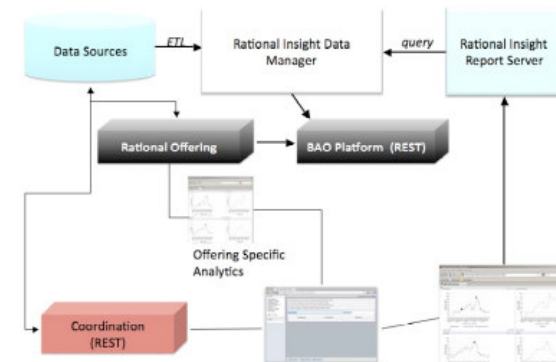 Data Sources
ETL
Rational Insight Data
Manager
query
Rational Insight
Report Server
Rational Offering
BAO Platform (REST)
Offering Specific
Analytics
Coordination
(REST)